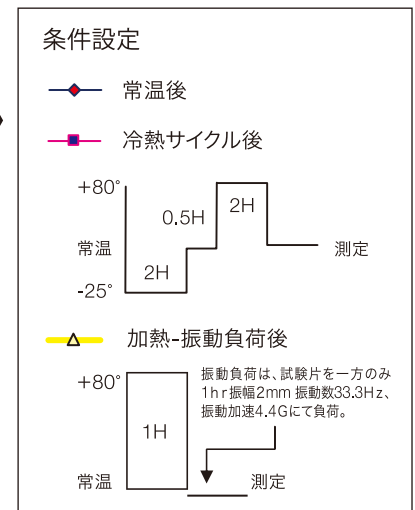 条件設定
常温後
冷熱サイクル後
+80°
0.5H
2H
常温
測定
2H
-25°
加熱-振動負荷後
+80°
振動負荷は、試験片を一方のみ
1hr振幅2mm 振動数33.3Hz、
振動加速4.4Gにて負荷。
1H
常温
測定